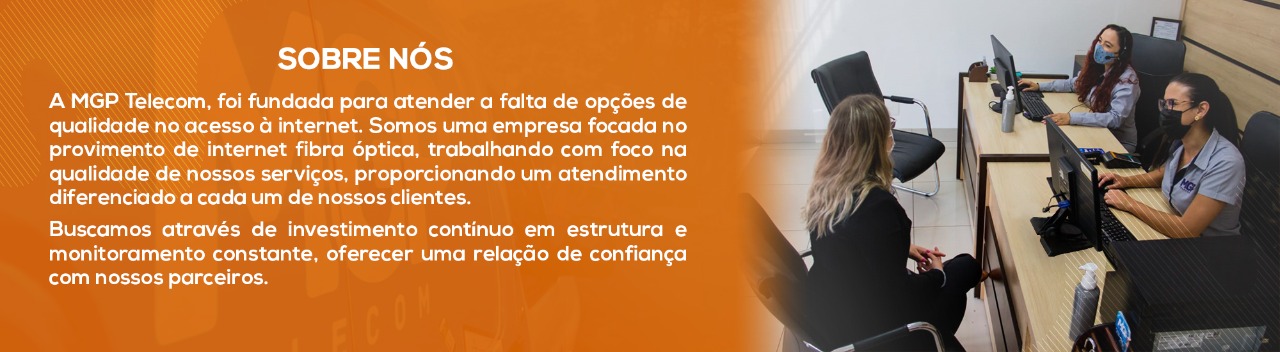 SOBRE NÓS
A MGP Telecom, foi fundada para atender a falta de opções de
qualidade no acesso à internet. Somos uma empresa focada no
provimento de internet fibra óptica, trabalhando com foco na
qualidade de nossos serviços, proporcionando um atendimento
diferenciado a cada um de nossos clientes.
Buscamos através de investimento contínuo em estrutura e
monitoramento constante, oferecer uma relação de confiança
com nossos parceiros.